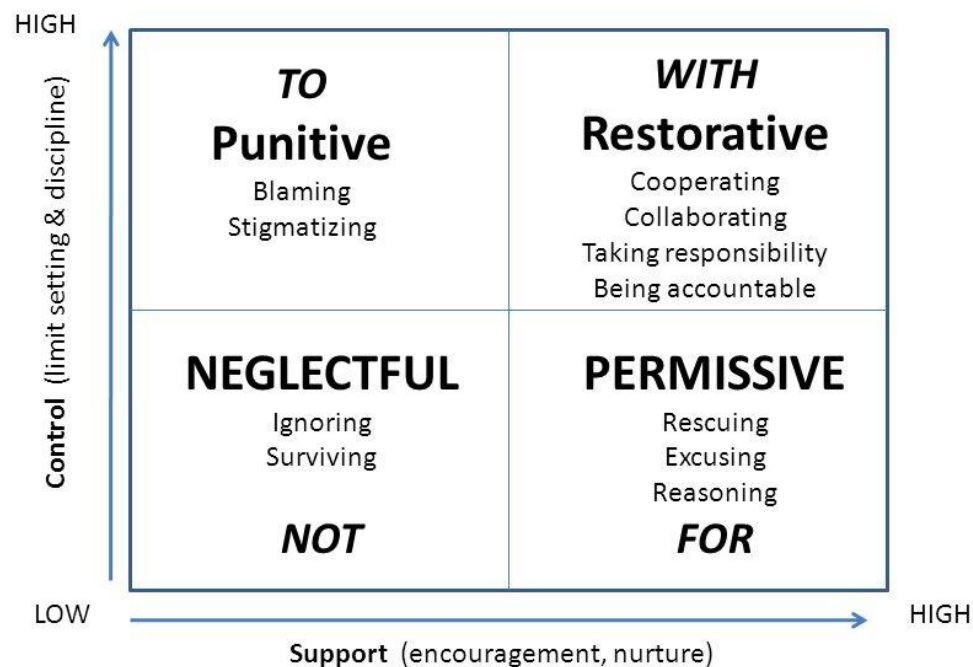 HIGH
Control (limit setting & discipline)
TO
Punitive
Blaming
Stigmatizing
WITH
Restorative
Cooperating
Collaborating
Taking responsibility
Being accountable
NEGLECTFUL
Ignoring
Surviving
NOT
PERMISSIVE
Rescuing
Excusing
Reasoning
FOR
LOW
HIGH
Support (encouragement, nurture)